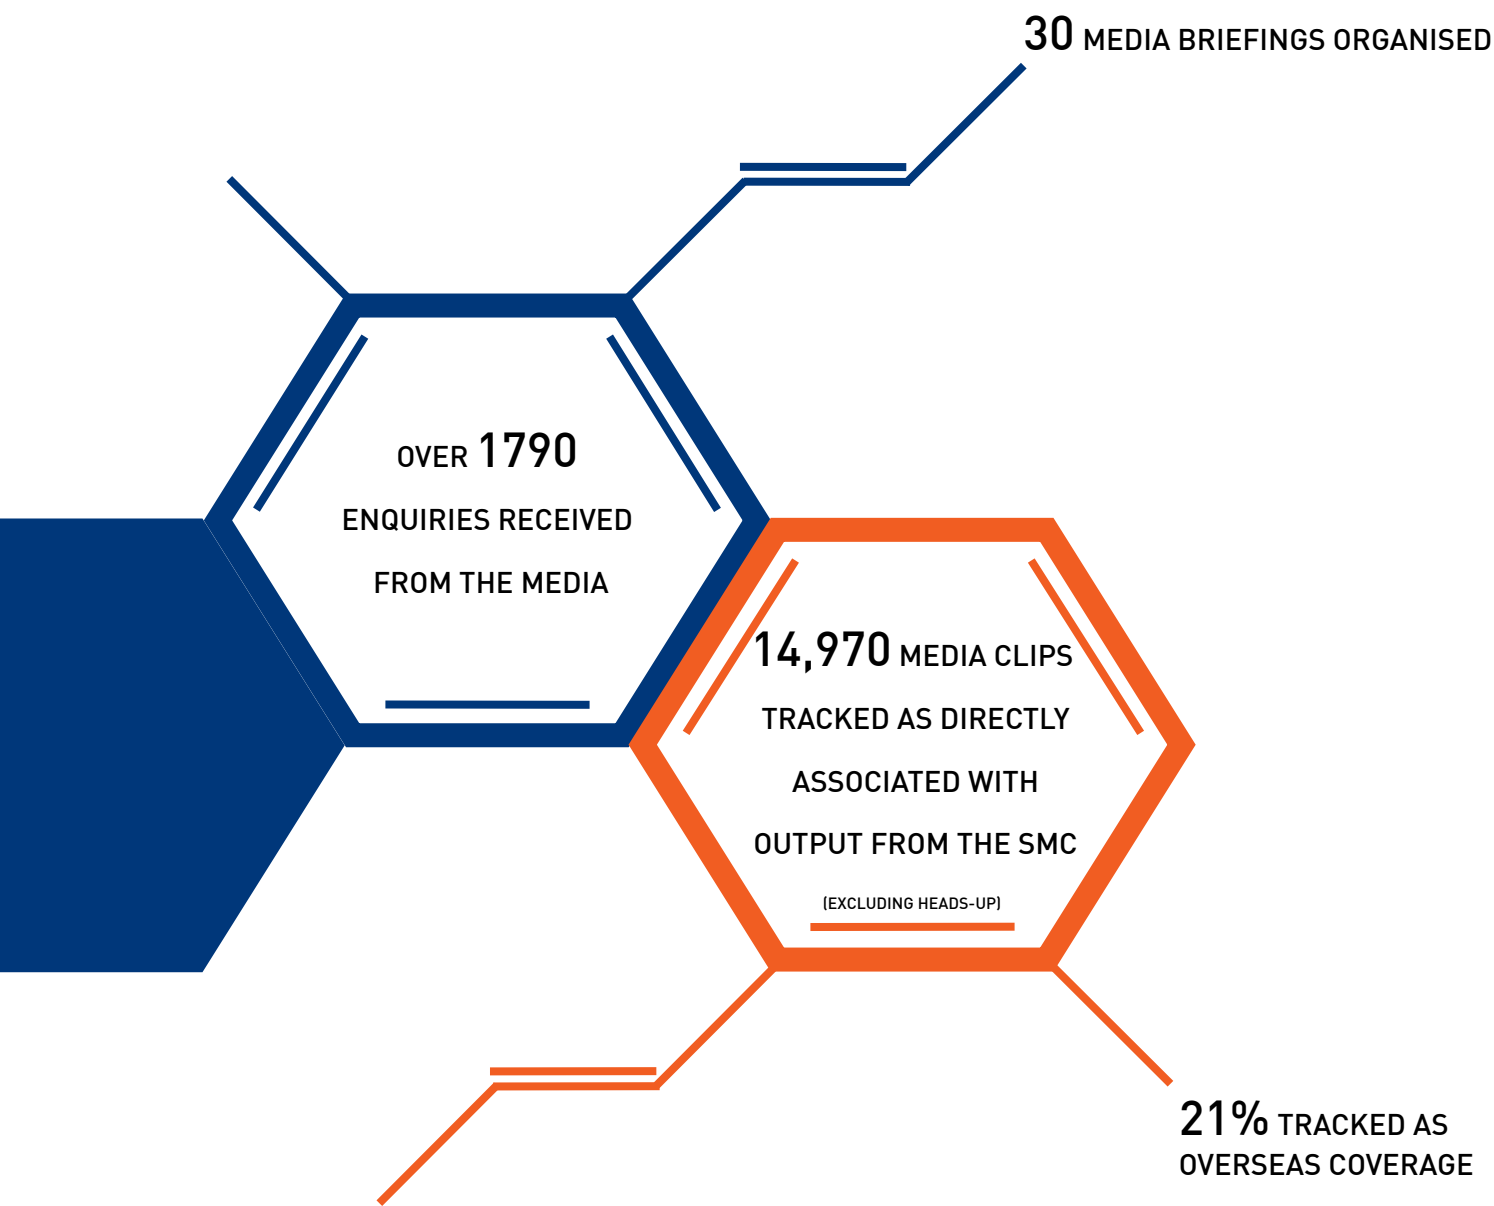 30 MEDIA BRIEFINGS ORGANISED
OVER 1790
ENQUIRIES RECEIVED
FROM THE MEDIA
14,970 MEDIA CLIPS
TRACKED AS DIRECTLY
ASSOCIATED WITH
OUTPUT FROM THE SMC
(EXCLUDING HEADS-UP)
21% TRACKED AS
OVERSEAS COVERAGE